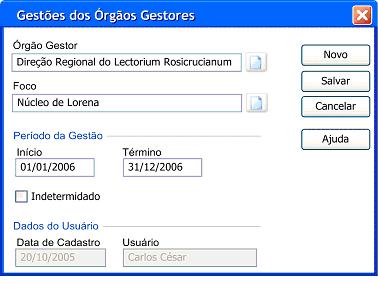 Gestões dos Órgãos Gestores
Órgão Gestor
Direção Regional do Lectorium Rosicrucianum
Foco
Núcleo de Lorena
Período da Gestão
Início Término
01/01/2006 31/12/2006
Indetermidado
Dados do Usuário
Data de Cadastro Usuário
20/10/2005 Carlos César
Novo
Salvar
Cancelar
Ajuda